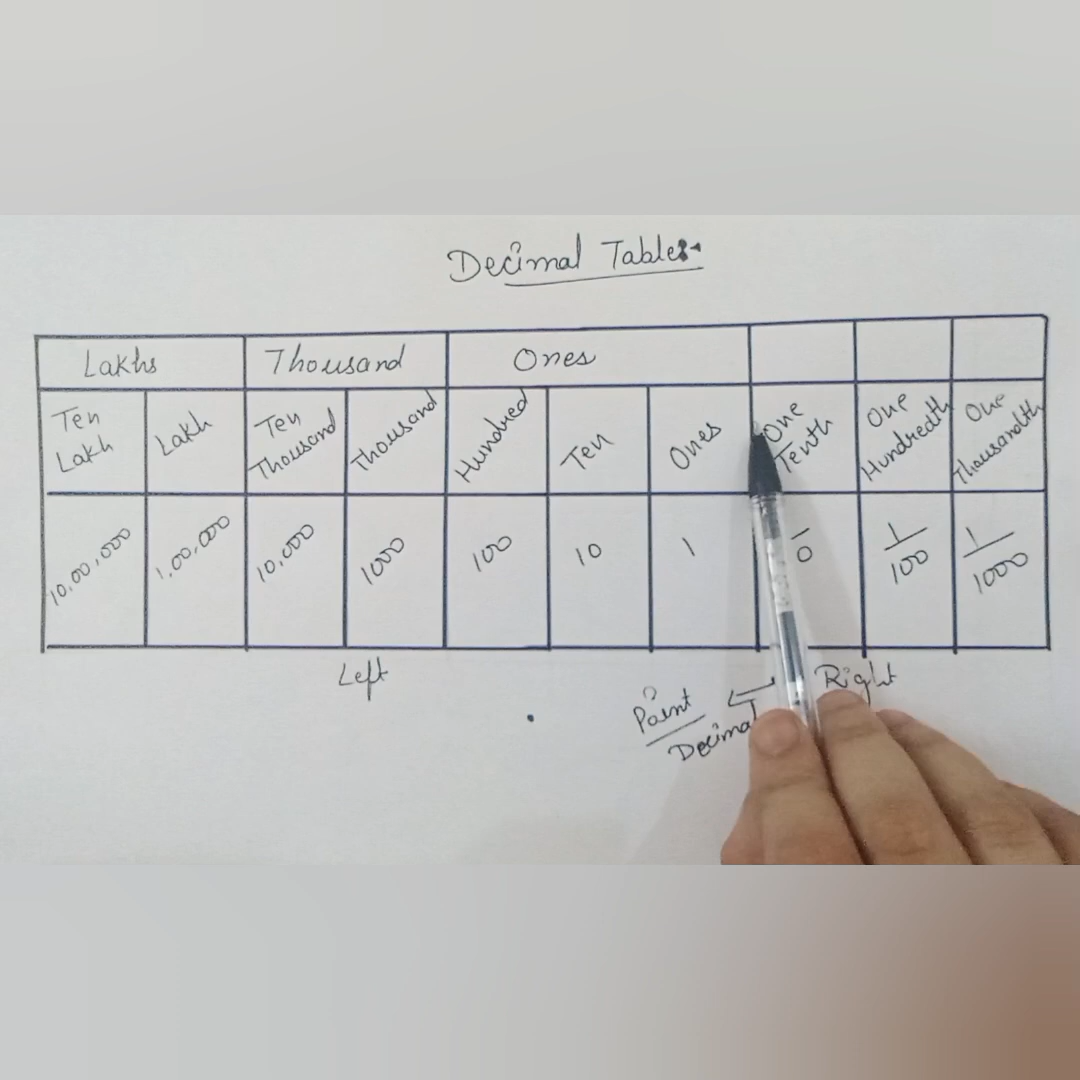 Decimal Table:-
Lakhs Thousand Ones
Ten Lakh Lakh Ten Thousand Thousand Hundred Ten Ones One Tenth One Hundredth One Thousandth
10,00,000 1,00,000 10,000 1000 100 10 1 1/100 1/1000
Left Right
Point
Decimal